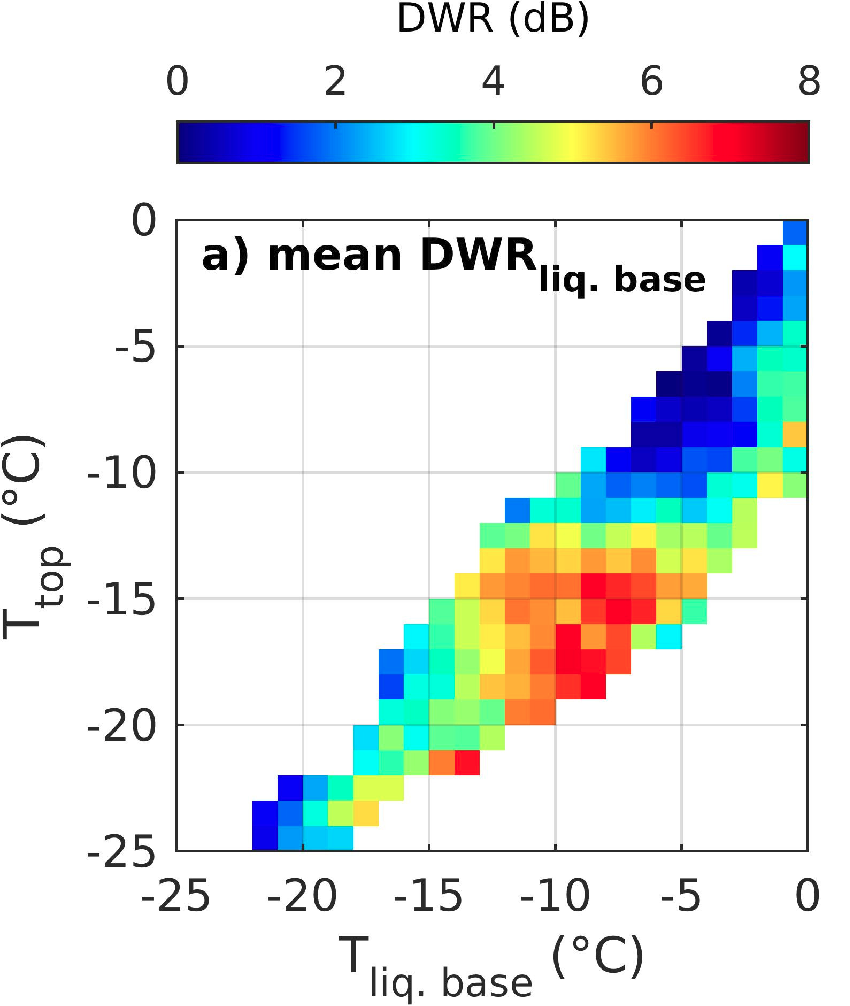 DWR (dB)
0 2 4 6 8
a) mean DWR liq. base
0
-5
-10
-15
-20
-25
T top (°C)
-25 -20 -15 -10 -5 0
T liq. base (°C)